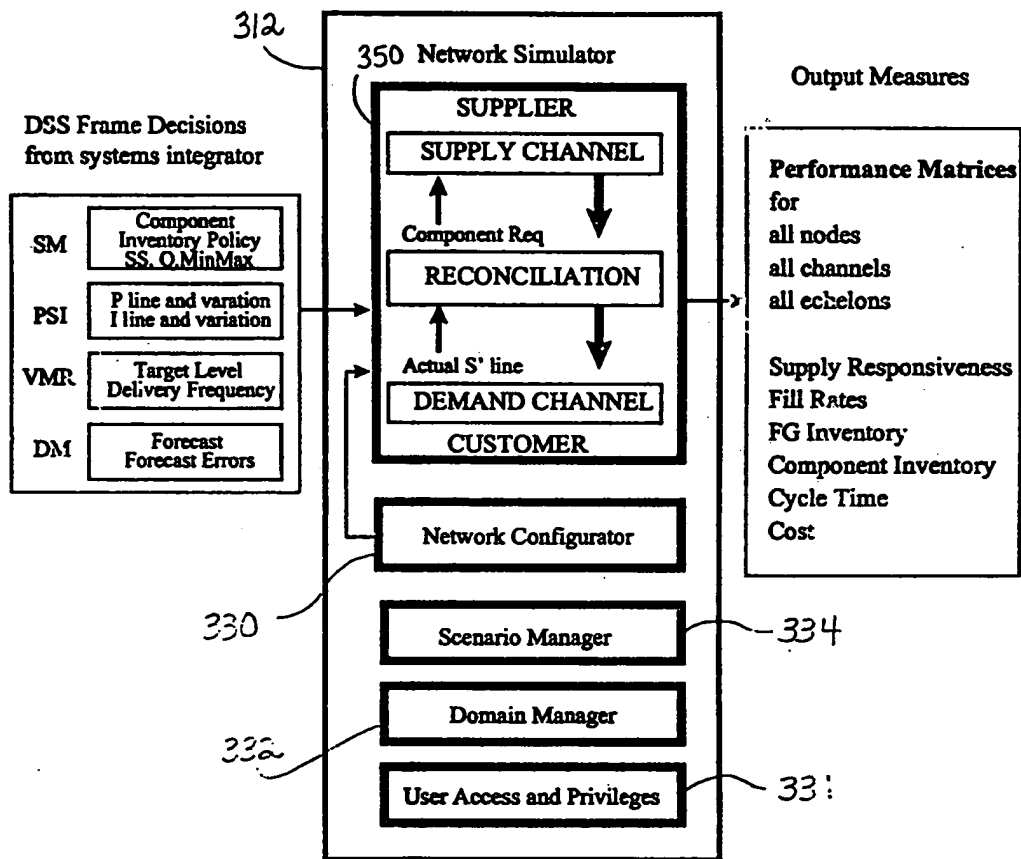 312
Network Simulator
350
SUPPLIER
SUPPLY CHANNEL
Component Req
RECONCILIATION
Actual S' line
DEMAND CHANNEL
CUSTOMER
DSS Frame Decisions
from systems integrator
SM
Component
Inventory Policy
SS, Q,MinMax
PSI
P line and varation
I line and variation
VMR
Target Level
Delivery Frequency
DM
Forecast
Forecast Errors
Network Configurator
330
Scenario Manager
334
Domain Manager
332
User Access and Privileges
Output Measures
Performance Matrices
for
all nodes
all channels
all echelons
Supply Responsiveness
Fill Rates
FG Inventory
Component Inventory
Cycle Time
Cost